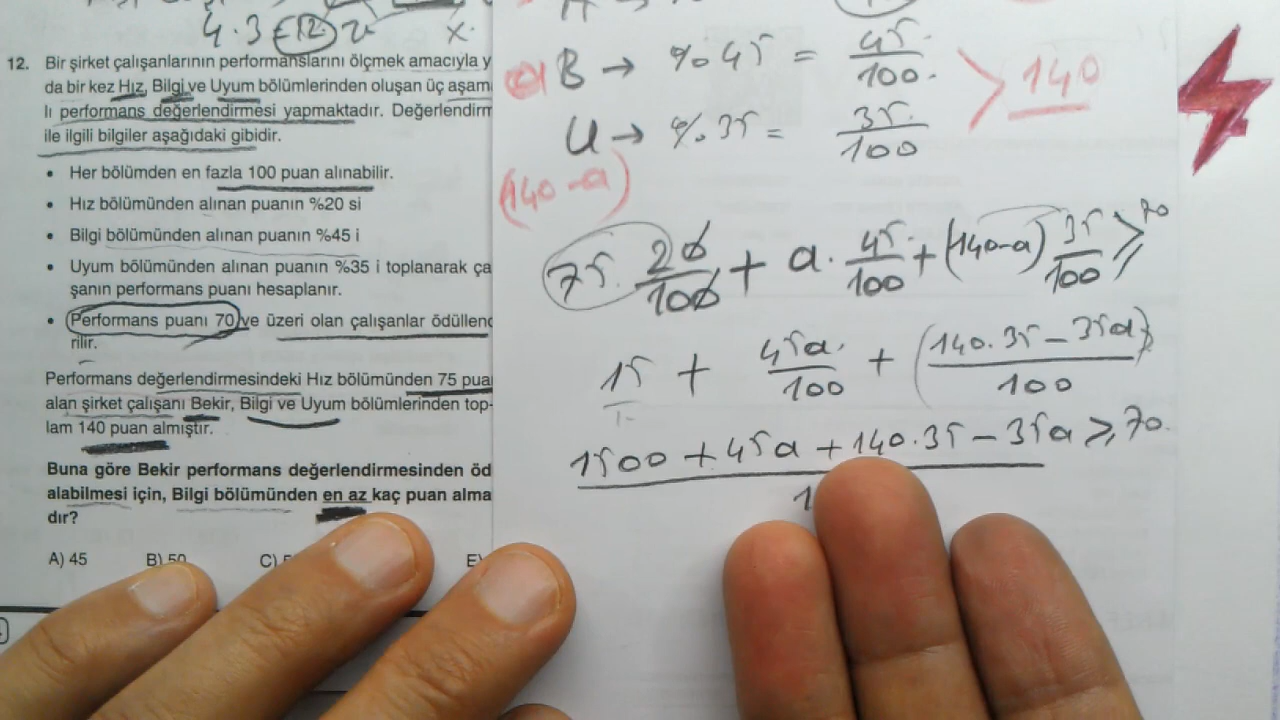 4.3 = 12
x.
12. Bir şirket çalışanlarının performanslarını ölçmek amacıyla y
da bir kez Hız, Bilgi ve Uyum bölümlerinden oluşan üç aşam
lı performans değerlendirmesi yapmaktadır. Değerlendirm
ile ilgili bilgiler aşağıdaki gibidir.
• Her bölümden en fazla 100 puan alınabilir.
• Hız bölümünden alınan puanın %20 si
• Bilgi bölümünden alınan puanın %45 i
• Uyum bölümünden alınan puanın %35 i toplanarak ça
şanın performans puanı hesaplanır.
• Performans puanı 70 ve üzeri olan çalışanlar ödüllend
rilir.
Performans değerlendirmesindeki Hız bölümünden 75 pua
alan şirket çalışanı Bekir, Bilgi ve Uyum bölümlerinden top-
lam 140 puan almıştır.
Buna göre Bekir performans değerlendirmesinden öd
alabilmesi için, Bilgi bölümünden en az kaç puan alma
dır?
A) 45 B) 50 C) E)
(a) B → %45 = 45/100 > 140
U → %35 = 35/100
(140-a)
75. 20/100 + a. 45/100 + (140-a) 35/100 ≥ 70
15 + 45a/100 + (140.35-35a)/100
1500 + 45a + 140.35 - 35a ≥ 70
1